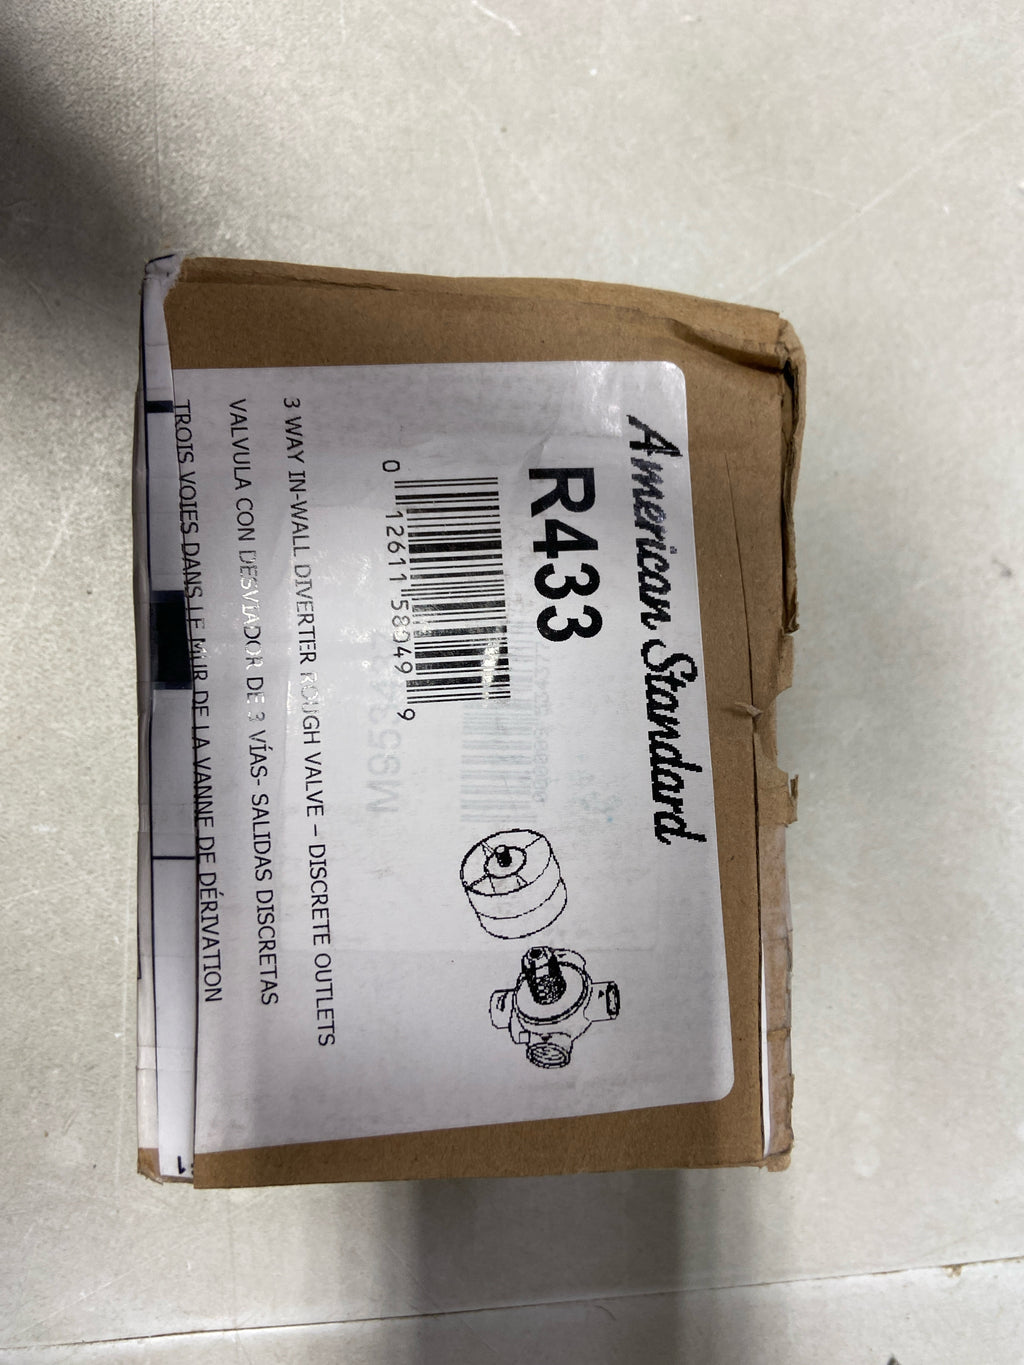 American Standard
R433
0 12611 58049 9
3 WAY IN-WALL DIVERTER ROUGH VALVE – DISCRETE OUTLETS
VALVULA CON DESVIADOR DE 3 VÍAS- SALIDAS DISCRETAS
TROIS VOIES DANS LE MUR DE LA VANNE DE DÉRIVATION